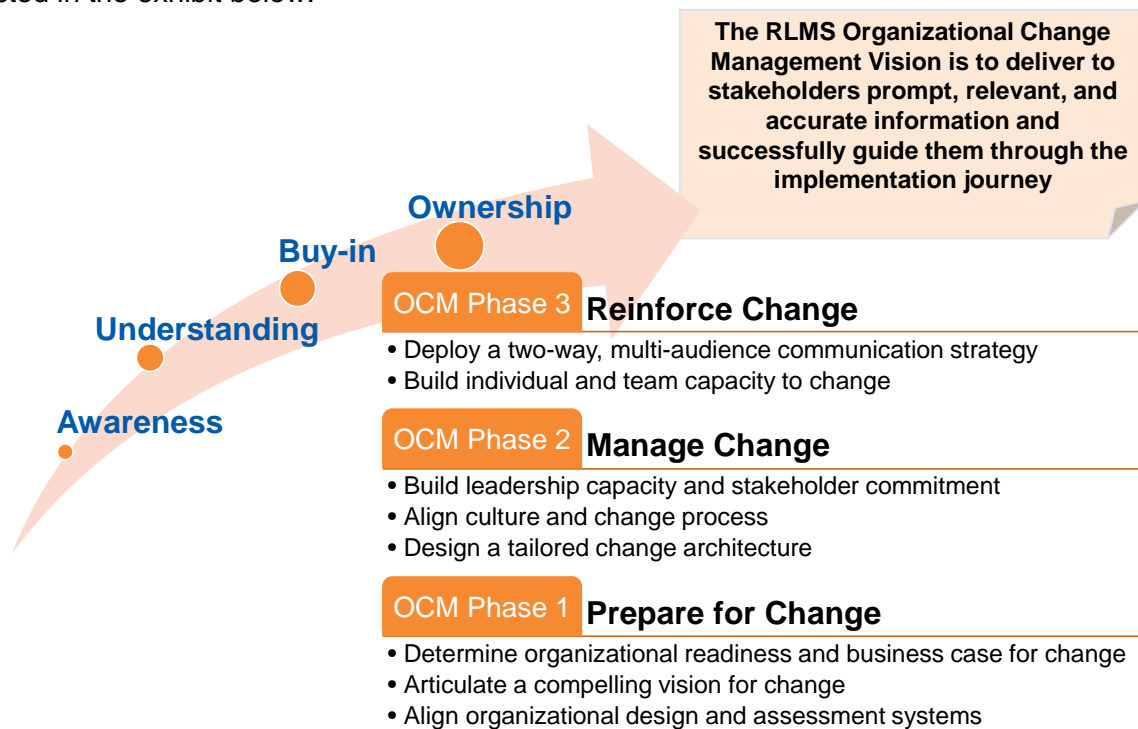 The RLMS Organizational Change
Management Vision is to deliver to
stakeholders prompt, relevant, and
accurate information and
successfully guide them through the
implementation journey
Ownership
Buy-in
Understanding
Awareness
OCM Phase 3 Reinforce Change
• Deploy a two-way, multi-audience communication strategy
• Build individual and team capacity to change
OCM Phase 2 Manage Change
• Build leadership capacity and stakeholder commitment
• Align culture and change process
• Design a tailored change architecture
OCM Phase 1 Prepare for Change
• Determine organizational readiness and business case for change
• Articulate a compelling vision for change
• Align organizational design and assessment systems